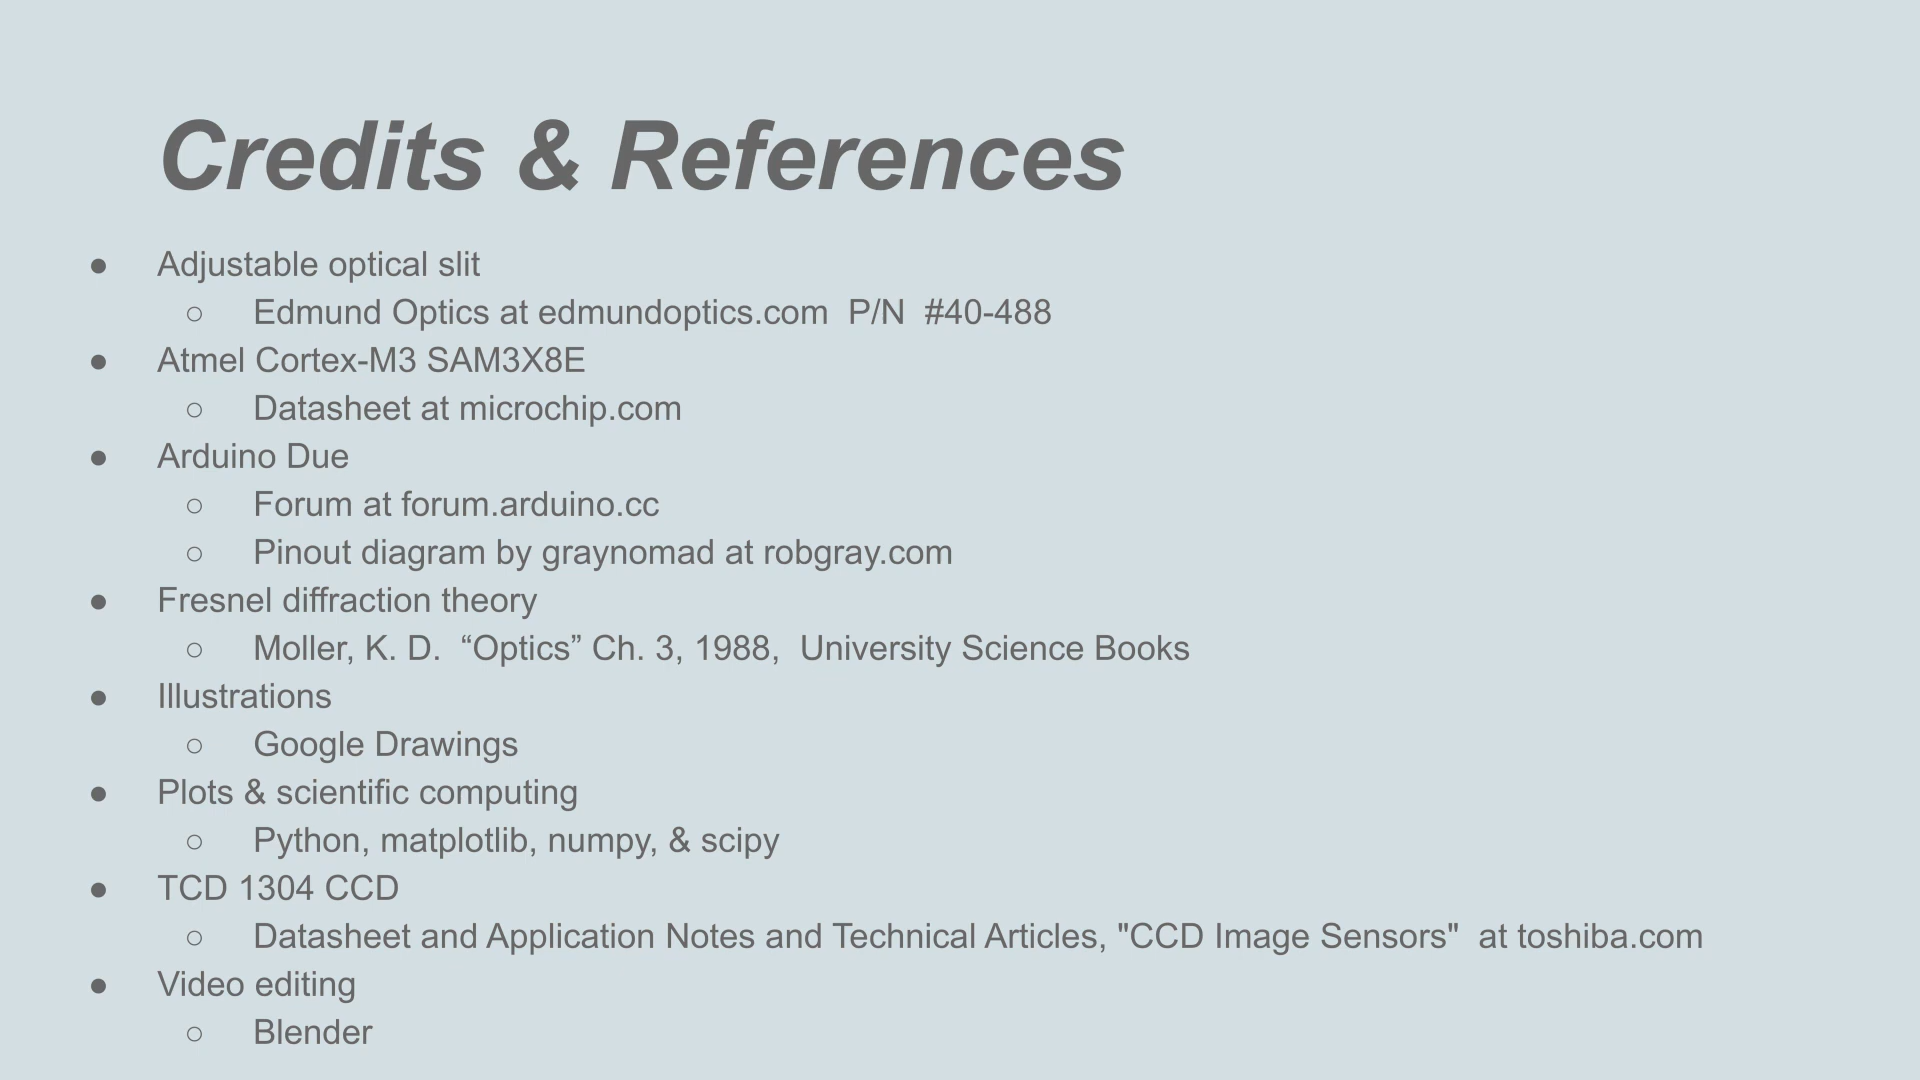 Credits & References
● Adjustable optical slit
○ Edmund Optics at edmundoptics.com  P/N  #40-488
● Atmel Cortex-M3 SAM3X8E
○ Datasheet at microchip.com
● Arduino Due
○ Forum at forum.arduino.cc
○ Pinout diagram by graynomad at robgray.com
● Fresnel diffraction theory
○ Moller, K. D.  “Optics” Ch. 3, 1988,  University Science Books
● Illustrations
○ Google Drawings
● Plots & scientific computing
○ Python, matplotlib, numpy, & scipy
● TCD 1304 CCD
○ Datasheet and Application Notes and Technical Articles, "CCD Image Sensors"  at toshiba.com
● Video editing
○ Blender